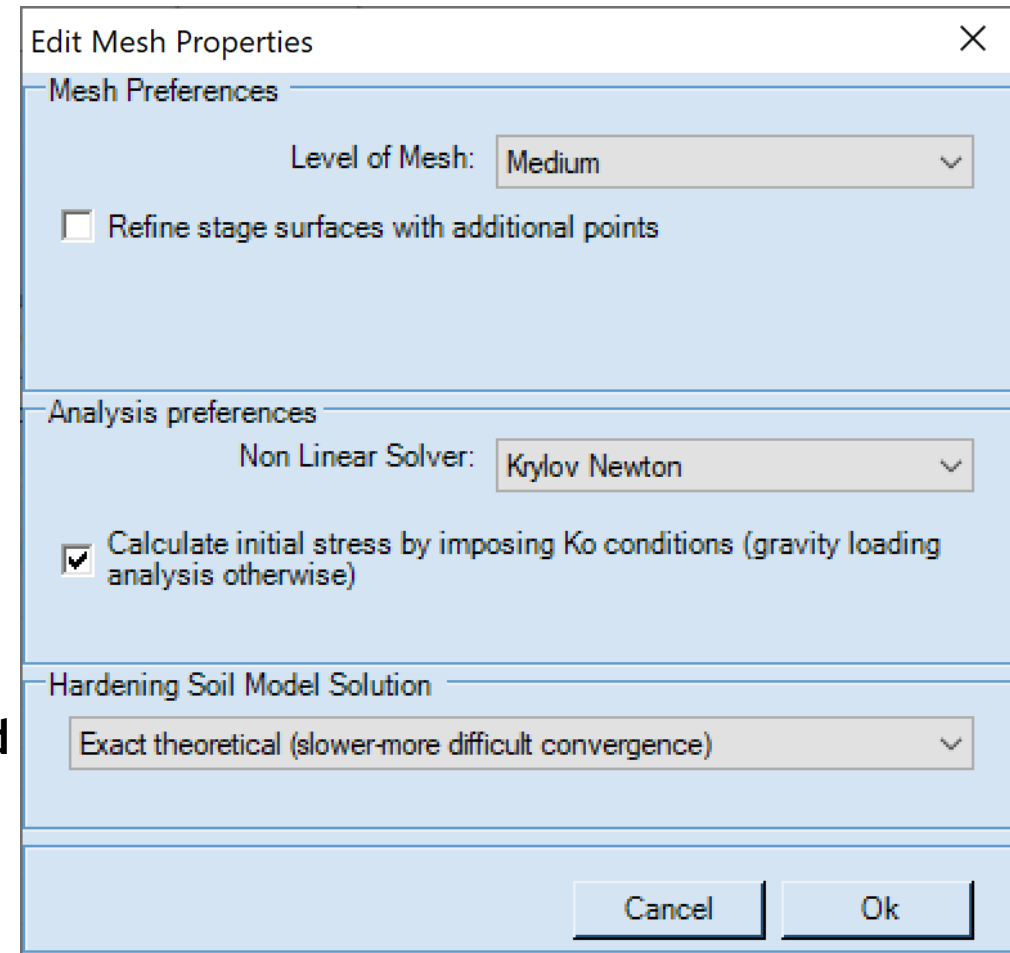 Edit Mesh Properties
Mesh Preferences
Level of Mesh: Medium
Refine stage surfaces with additional points
Analysis preferences
Non Linear Solver: Krylov Newton
Calculate initial stress by imposing Ko conditions (gravity loading
analysis otherwise)
Hardening Soil Model Solution
Exact theoretical (slower-more difficult convergence)
Cancel Ok